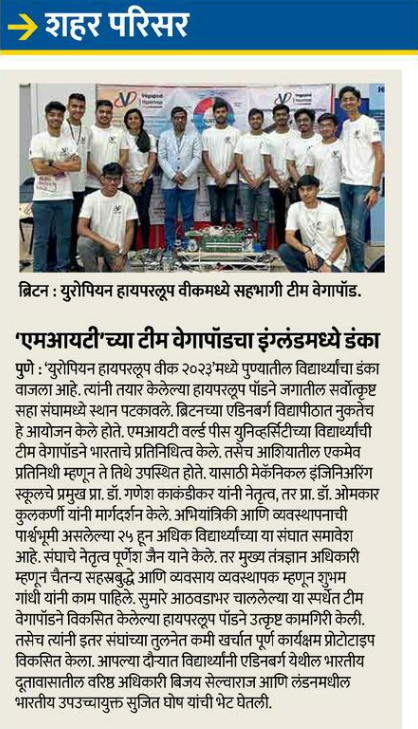 शहर परिसर
Vegapod
Hyperloop
ब्रिटन : युरोपियन हायपरलूप वीकमध्ये सहभागी टीम वेगापॉड.
‘एमआयटी’च्या टीम वेगापॉडचा इंग्लंडमध्ये डंका
पुणे : ‘युरोपियन हायपरलूप वीक २०२३’मध्ये पुण्यातील विद्यार्थ्यांचा डंका
वाजला आहे. त्यांनी तयार केलेल्या हायपरलूप पॉडने जगातील सर्वोत्कृष्ट
सहा संघामध्ये स्थान पटकावले. ब्रिटनच्या एडिनबर्ग विद्यापीठात नुकतेच
हे आयोजन केले होते. एमआयटी वर्ल्ड पीस युनिव्हर्सिटीच्या विद्यार्थ्यांची
टीम वेगापॉडने भारताचे प्रतिनिधित्व केले. तसेच आशियातील एकमेव
प्रतिनिधी म्हणून ते तिथे उपस्थित होते. यासाठी मेकॅनिकल इंजिनिअरिंग
स्कूलचे प्रमुख प्रा. डॉ. गणेश काकंडीकर यांनी नेतृत्व, तर प्रा. डॉ. ओमकार
कुलकर्णी यांनी मार्गदर्शन केले. अभियांत्रिकी आणि व्यवस्थापनाची
पार्श्वभूमी असलेल्या २५ हून अधिक विद्यार्थ्यांच्या या संघात समावेश
आहे. संघाचे नेतृत्व पूर्णेश जैन याने केले. तर मुख्य तंत्रज्ञान अधिकारी
म्हणून चैतन्य सहस्रबुद्धे आणि व्यवसाय व्यवस्थापक म्हणून शुभम
गांधी यांनी काम पाहिले. सुमारे आठवडाभर चाललेल्या या स्पर्धेत टीम
वेगापॉडने विकसित केलेल्या हायपरलूप पॉडने उत्कृष्ट कामगिरी केली.
तसेच त्यांनी इतर संघांच्या तुलनेत कमी खर्चात पूर्ण कार्यक्षम प्रोटोटाइप
विकसित केला. आपल्या दौऱ्यात विद्यार्थ्यांनी एडिनबर्ग येथील भारतीय
दूतावासातील वरिष्ठ अधिकारी बिजय सेल्वाराज आणि लंडनमधील
भारतीय उपउच्चायुक्त सुजित घोष यांची भेट घेतली.